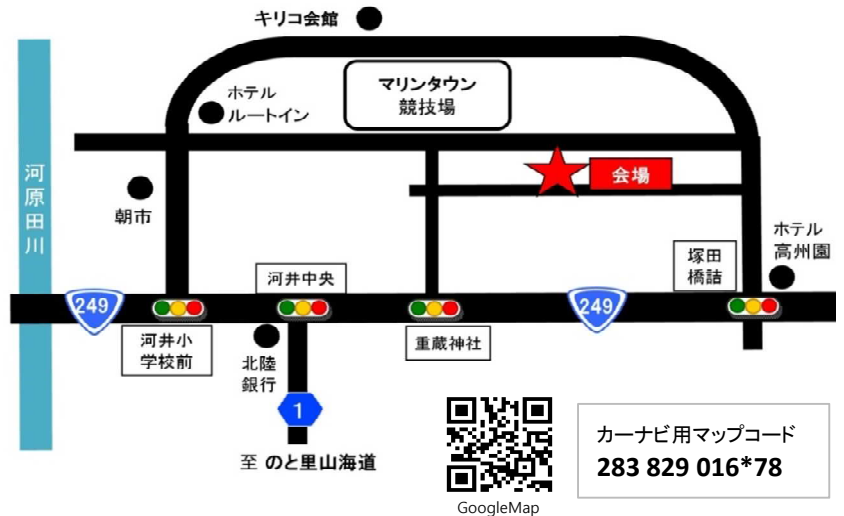 キリコ会館
マリンタウン
競技場
ホテル
ルートイン
河原田川
朝市
会場
ホテル
高州園
塚田
橋詰
河井中央
249
249
河井小
学校前
北陸
銀行
重蔵神社
1
至 のと里山海道
カーナビ用マップコード
283 829 016*78
GoogleMap